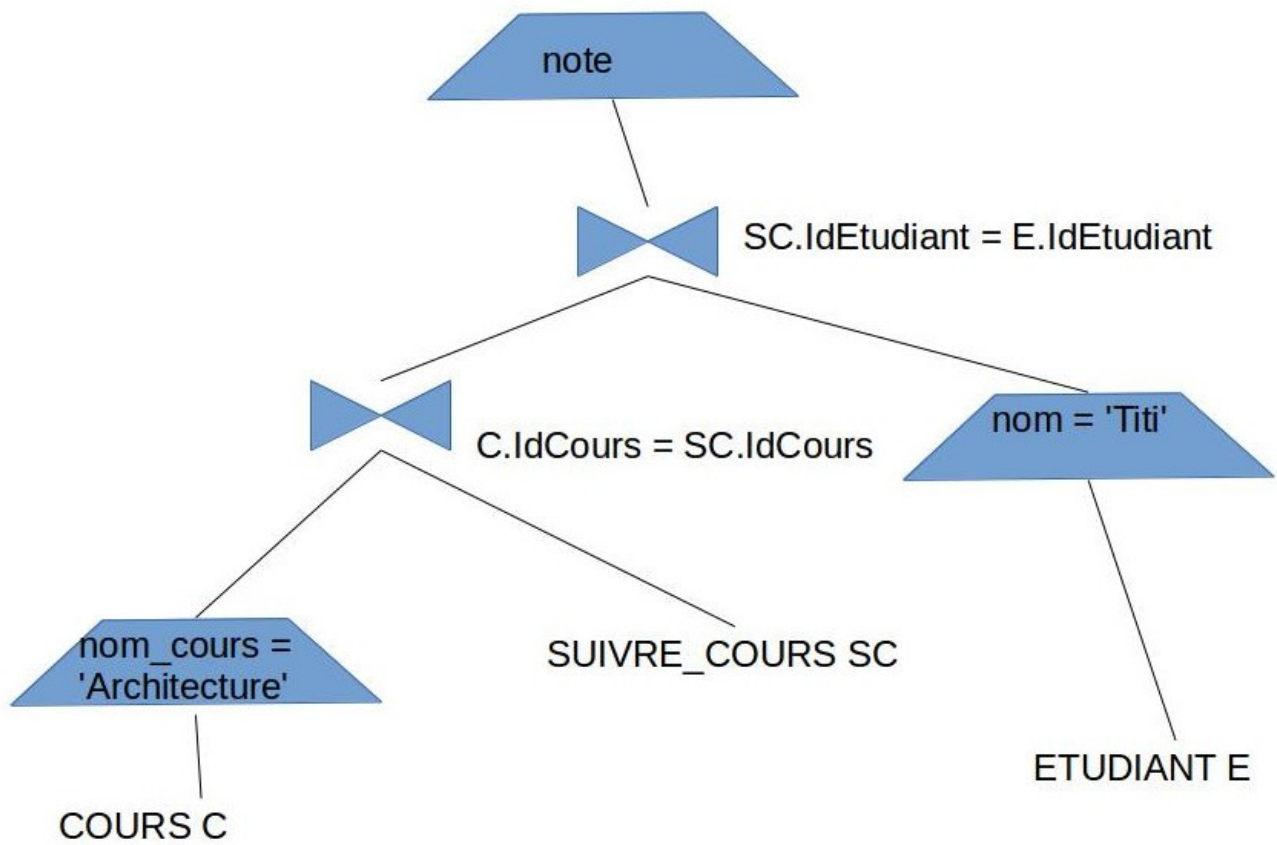 note
SC.IdEtudiant = E.IdEtudiant
nom = 'Titi'
C.IdCours = SC.IdCours
nom_cours =
'Architecture'
SUIVRE_COURS SC
ETUDIANT E
COURS C